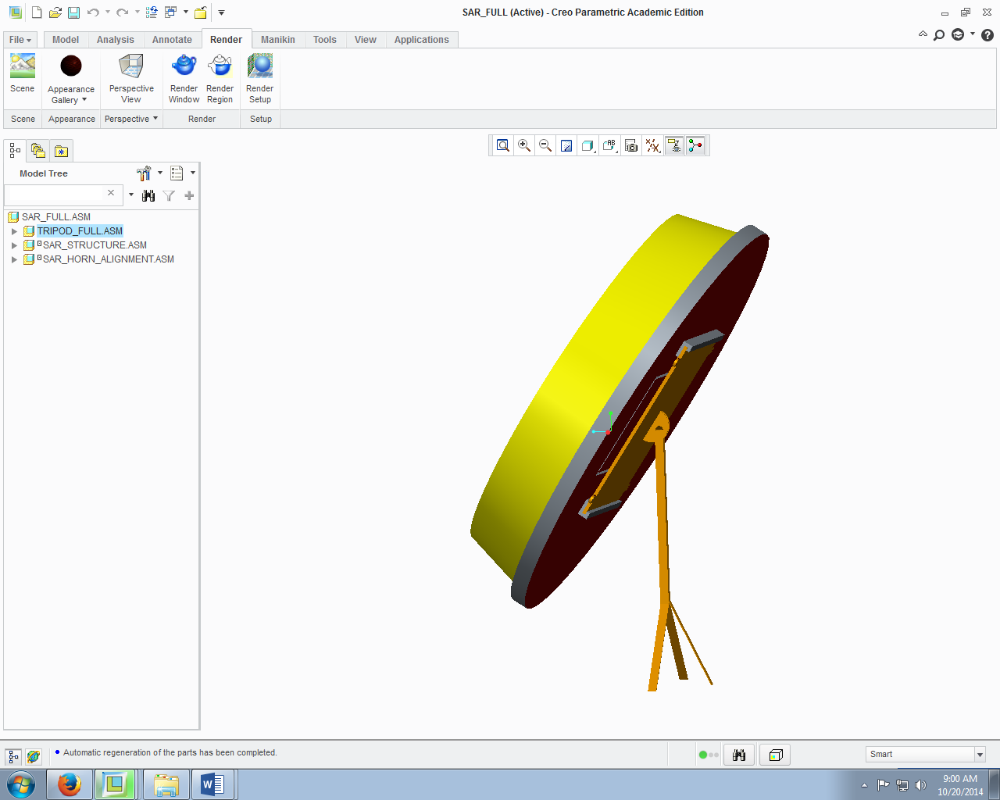 SAR_FULL (Active) - Creo Parametric Academic Edition
File Model Analysis Annotate Render Manikin Tools View Applications
Scene
Appearance
Gallery
Perspective
View
Render
Window
Render
Region
Render
Setup
Scene Appearance Perspective Render Setup
AB
Model Tree
SAR_FULL.ASM
TRIPOD_FULL.ASM
SAR_STRUCTURE.ASM
SAR_HORN_ALIGNMENT.ASM
Automatic regeneration of the parts has been completed.
Smart
W
9:00 AM
10/20/2014